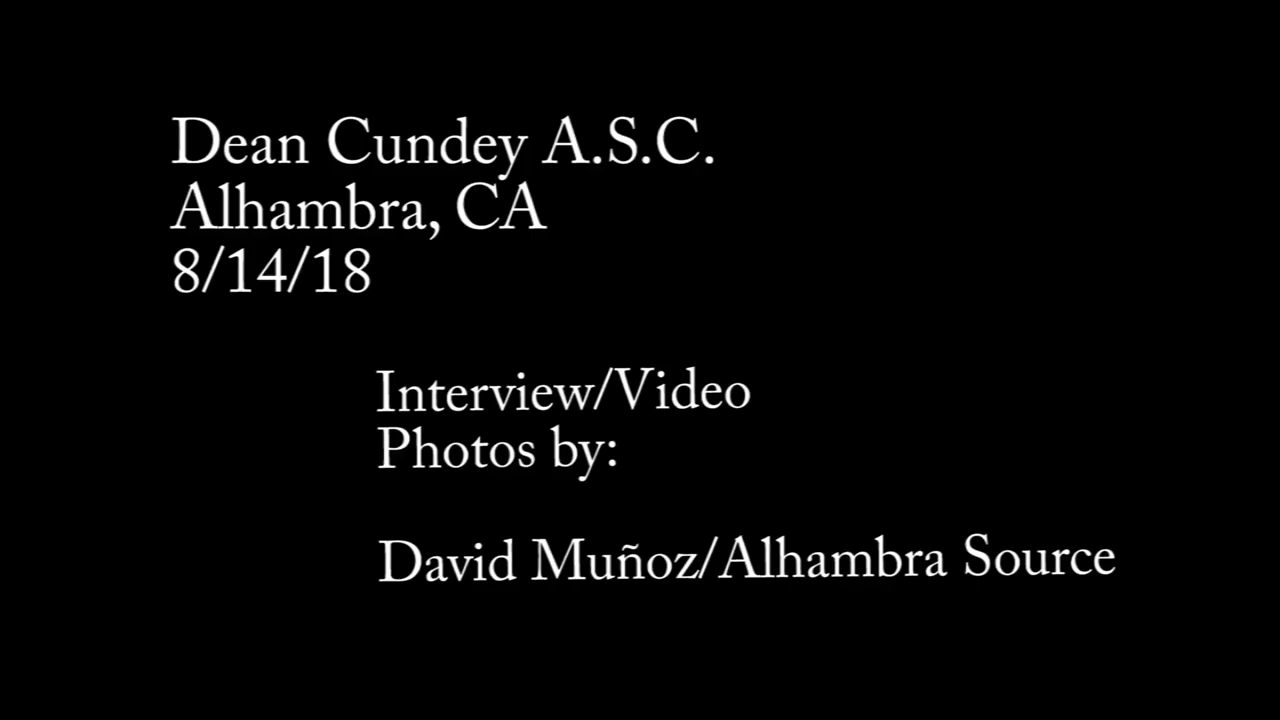 Dean Cundey A.S.C.
Alhambra, CA
8/14/18
Interview/Video
Photos by:
David Muñoz/Alhambra Source